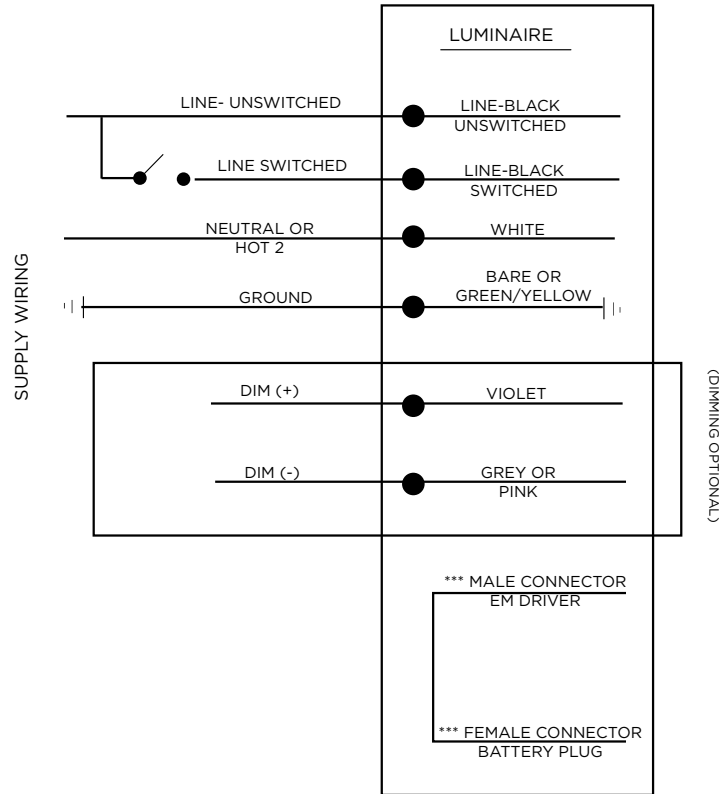 LUMINAIRE
LINE- UNSWITCHED
LINE-BLACK
UNSWITCHED
LINE SWITCHED
LINE-BLACK
SWITCHED
NEUTRAL OR
HOT 2
WHITE
GROUND
BARE OR
GREEN/YELLOW
SUPPLY WIRING
DIM (+)
VIOLET
DIM (-)
GREY OR
PINK
(DIMMING OPTIONAL)
*** MALE CONNECTOR
EM DRIVER
*** FEMALE CONNECTOR
BATTERY PLUG